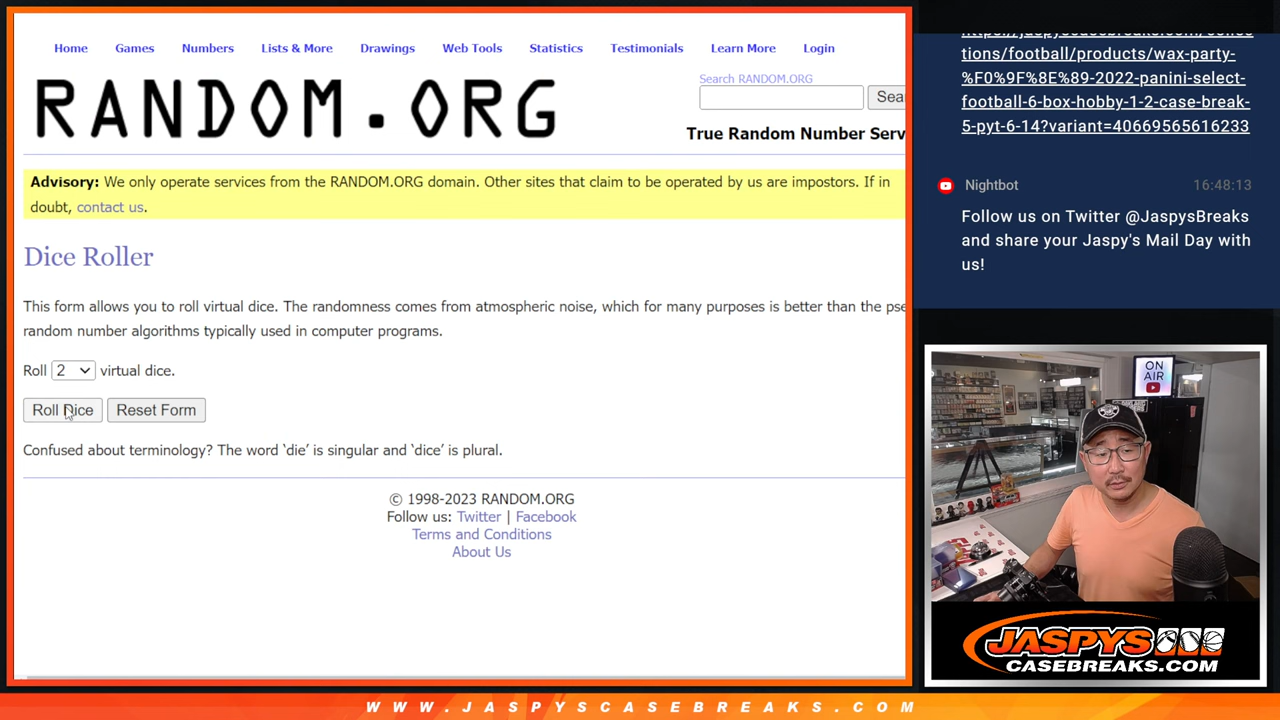 Home Games Numbers Lists & More Drawings Web Tools Statistics Testimonials Learn More Login
RANDOM.ORG
Search RANDOM.ORG
Sea
True Random Number Serv
Advisory: We only operate services from the RANDOM.ORG domain. Other sites that claim to be operated by us are impostors. If in
doubt, contact us.
Dice Roller
This form allows you to roll virtual dice. The randomness comes from atmospheric noise, which for many purposes is better than the pse
random number algorithms typically used in computer programs.
Roll 2 virtual dice.
Roll Dice Reset Form
Confused about terminology? The word ‘die’ is singular and ‘dice’ is plural.
© 1998-2023 RANDOM.ORG
Follow us: Twitter | Facebook
Terms and Conditions
About Us
tions/football/products/wax-party-
%F0%9F%8E%89-2022-panini-select-
football-6-box-hobby-1-2-case-break-
5-pyt-6-14?variant=40669565616233
Nightbot 16:48:13
Follow us on Twitter @JaspysBreaks
and share your Jaspy's Mail Day with
us!
ON
AIR
JASPYS
CASEBREAKS.COM
WWW.JASPYSCASEBREAKS.COM